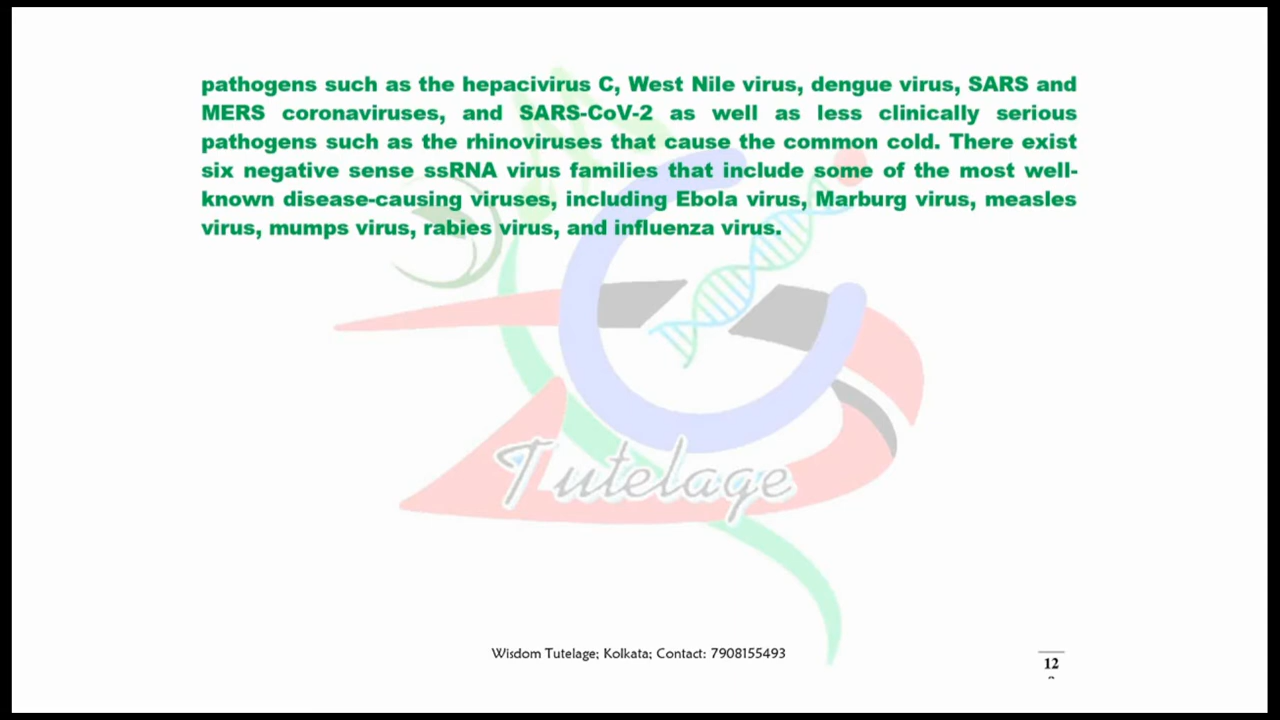 pathogens such as the hepacivirus C, West Nile virus, dengue virus, SARS and
MERS coronaviruses, and SARS-CoV-2 as well as less clinically serious
pathogens such as the rhinoviruses that cause the common cold. There exist
six negative sense ssRNA virus families that include some of the most well-
known disease-causing viruses, including Ebola virus, Marburg virus, measles
virus, mumps virus, rabies virus, and influenza virus.
Tutelage
Wisdom Tutelage; Kolkata; Contact: 7908155493
12